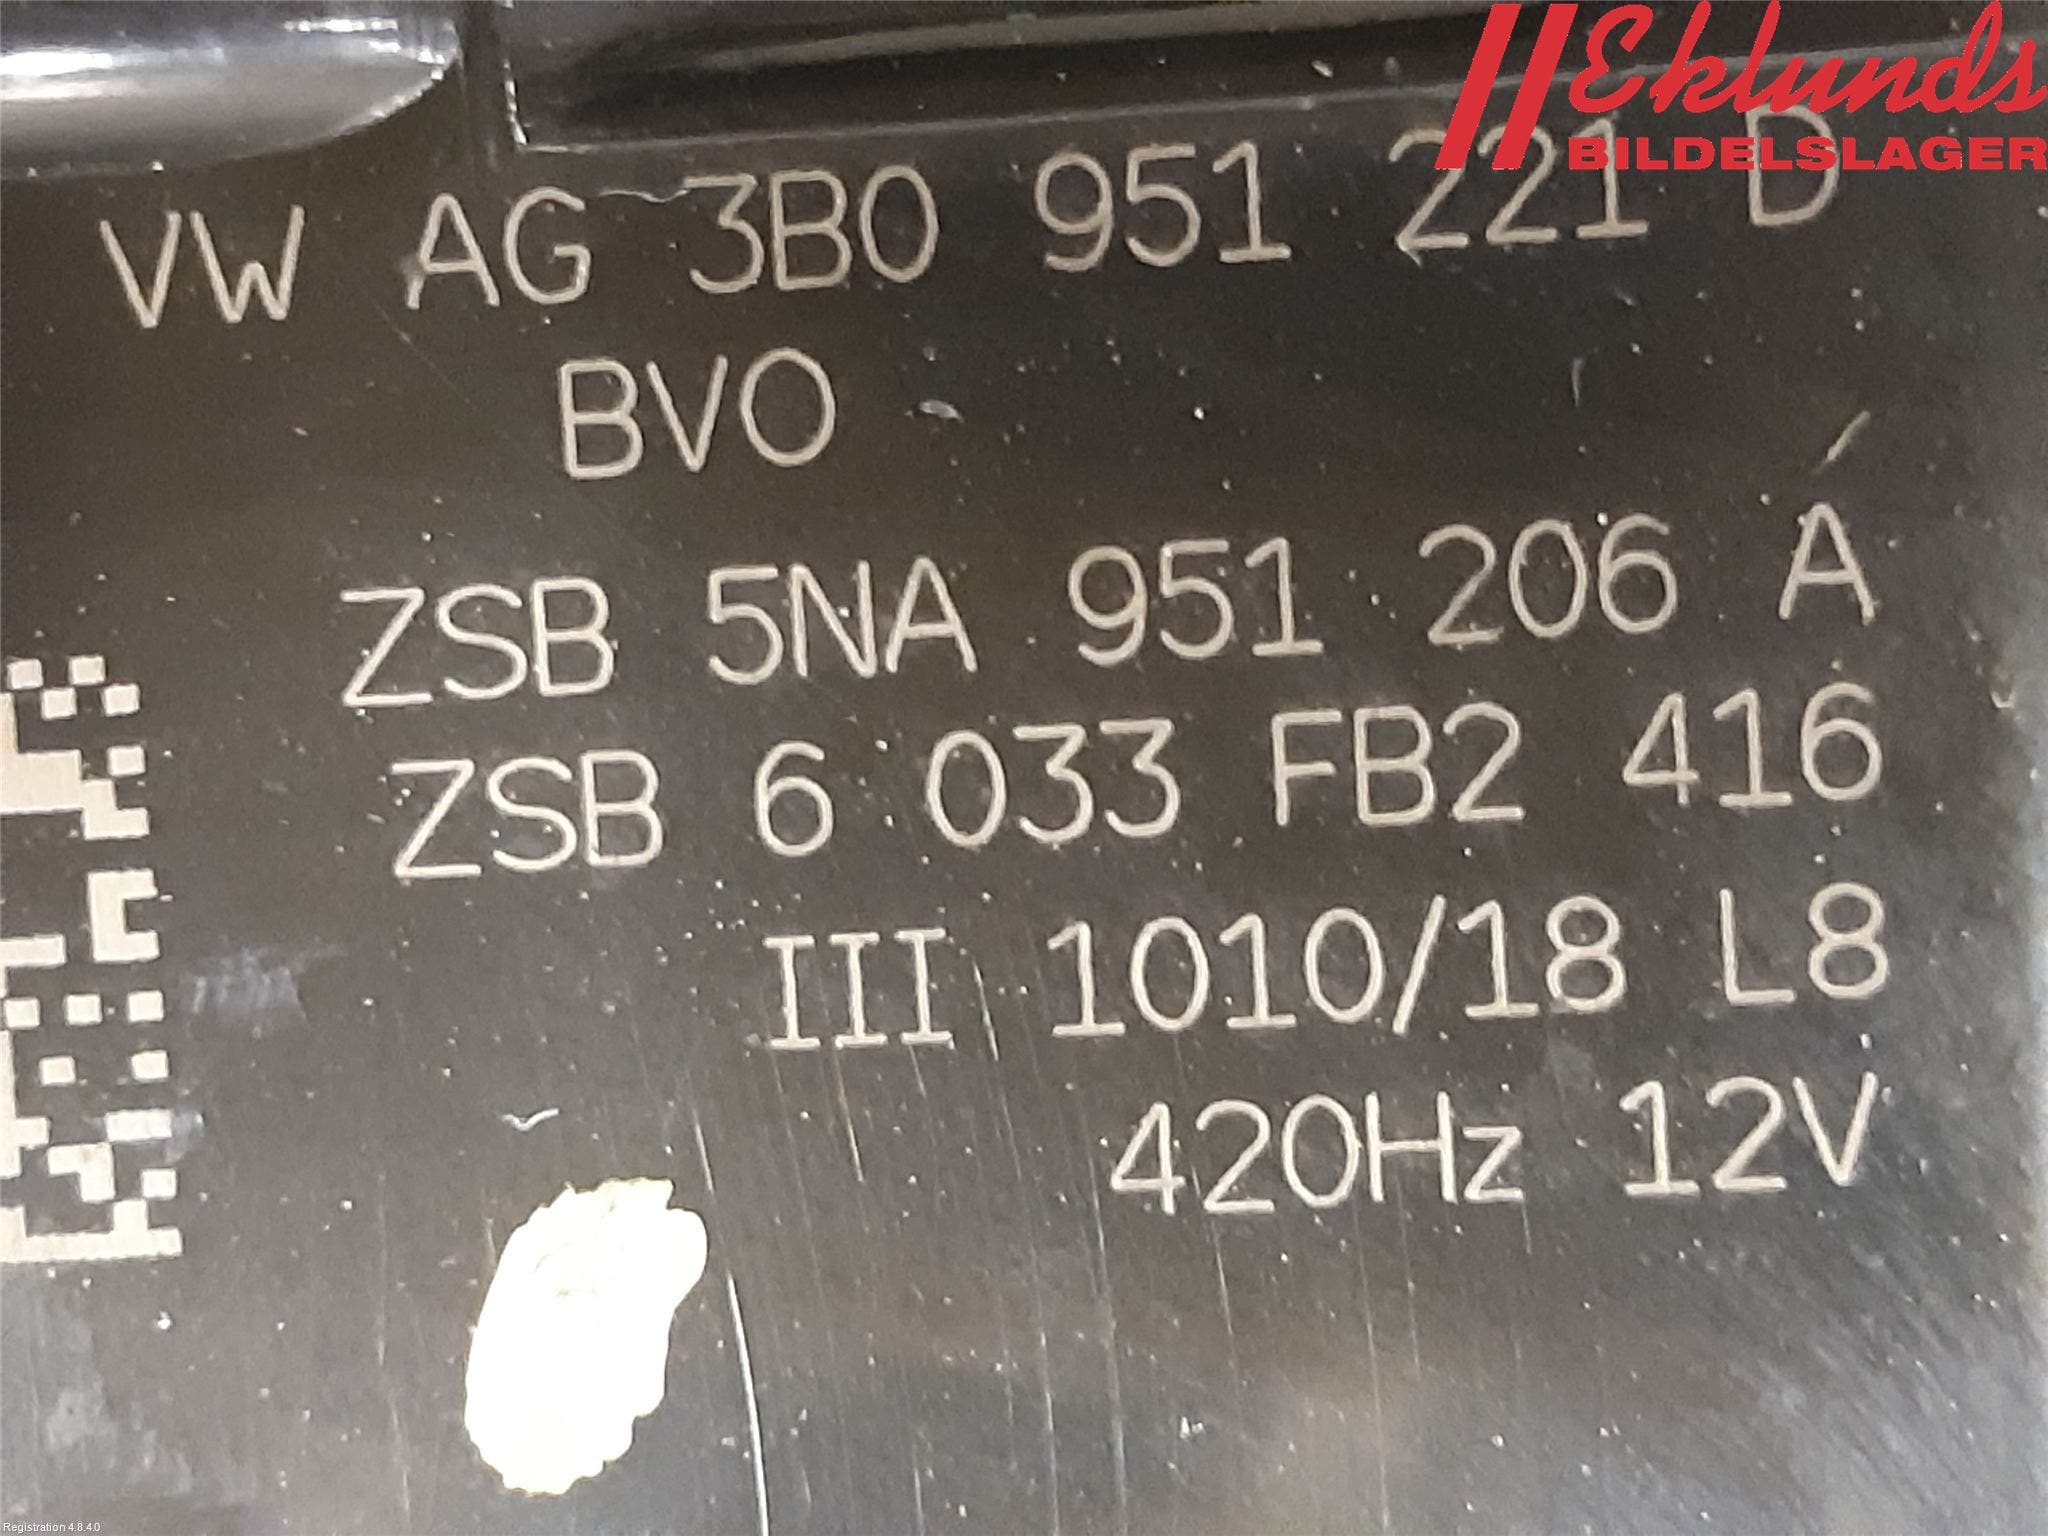 Eklunds
BILDELSLAGER
VW AG 3B0 951 221 D
BVO
ZSB 5NA 951 206 A
ZSB 6 033 FB2 416
III 1010/18 L8
420Hz 12V
Registration 4.8.4.0